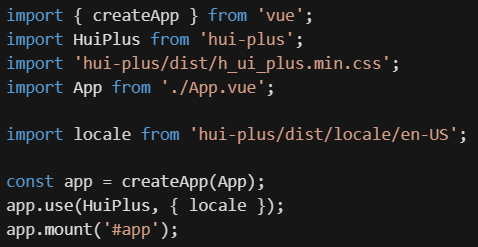 import { createApp } from 'vue';
import HuiPlus from 'hui-plus';
import 'hui-plus/dist/h_ui_plus.min.css';
import App from './App.vue';
import locale from 'hui-plus/dist/locale/en-US';
const app = createApp(App);
app.use(HuiPlus, { locale });
app.mount('#app');